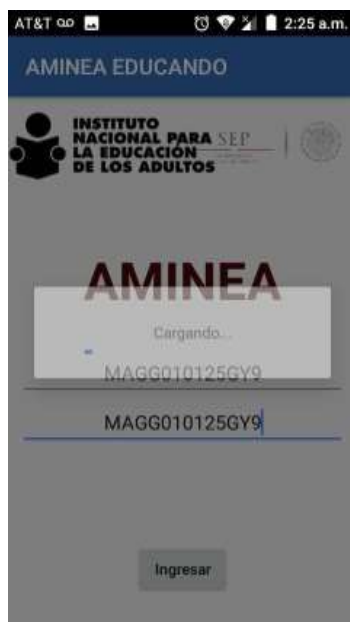 AT&T 2:25 a.m.
AMINEA EDUCANDO
INSTITUTO
NACIONAL PARA
LA EDUCACIÓN
DE LOS ADULTOS
SEP
AMINEA
Cargando...
MAGG010125GY9
MAGG010125GY9
Ingresar